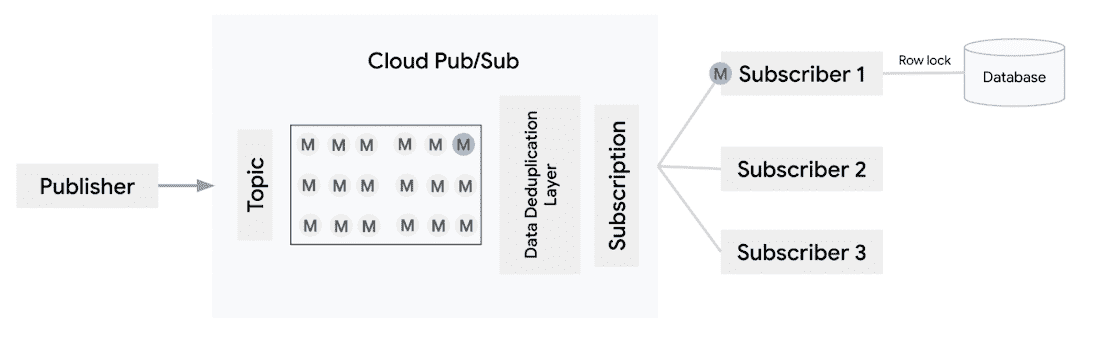 Cloud Pub/Sub
Publisher
Topic
M M M M M M
M M M M M M
M M M M M M
Data Deduplication
Layer
Subscription
M Subscriber 1
Row lock
Database
Subscriber 2
Subscriber 3